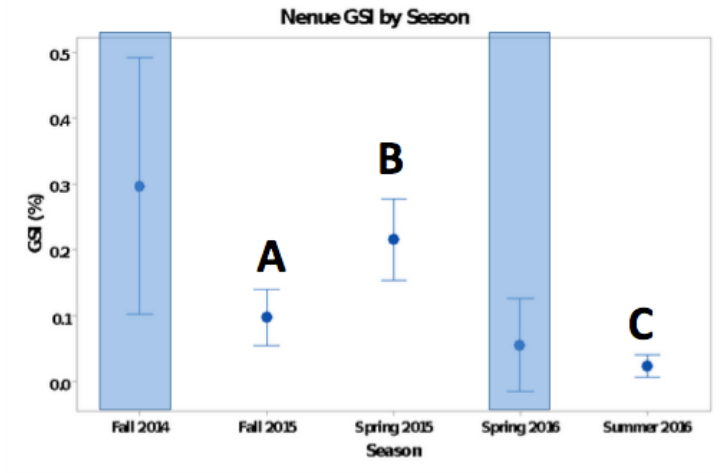 Nenue GSI by Season
0.5
0.4
0.3
0.2
0.1
0.0
GSI (%)
A
B
C
Fall 2014 Fall 2015 Spring 2015 Spring 2016 Summer 2016
Season